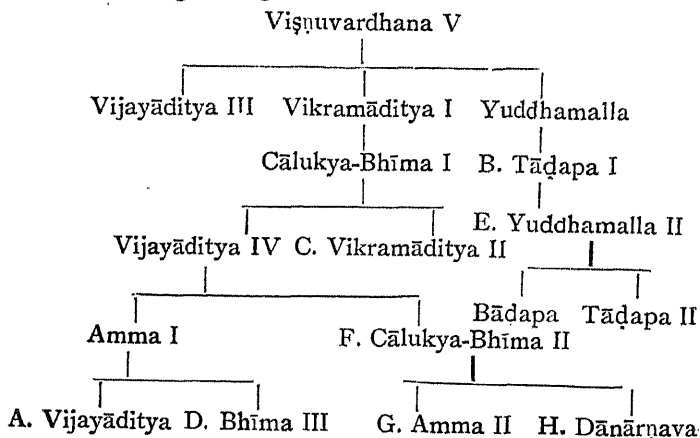 Viṣṇuvardhana V
Vijayāditya III Vikramāditya I Yuddhamalla
Cālukya-Bhīma I B. Tāḍapa I
E. Yuddhamalla II
Vijayāditya IV C. Vikramāditya II
Bāḍapa Tāḍapa II
Amma I F. Cālukya-Bhīma II
A. Vijayāditya D. Bhīma III G. Amma II H. Dānārṇava